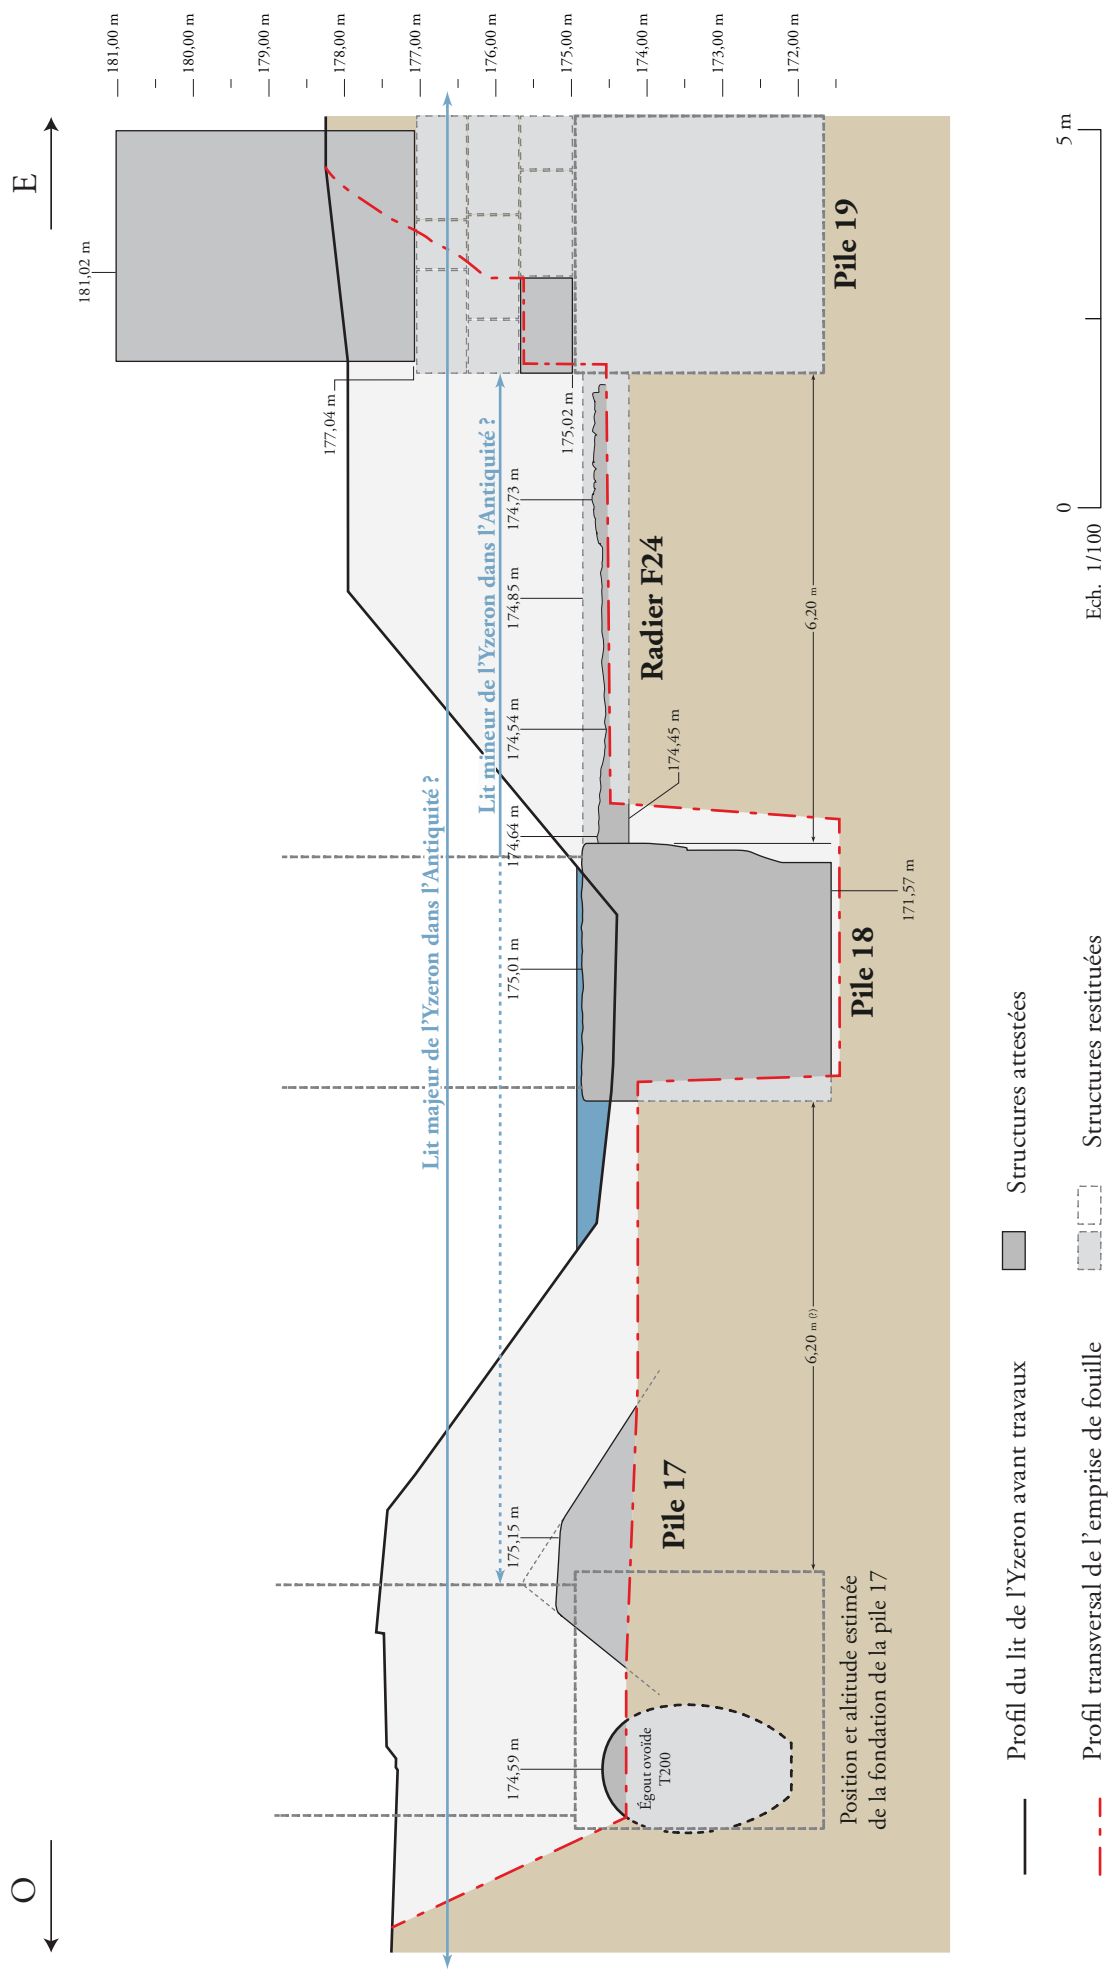 O
E
181,00 m
180,00 m
179,00 m
178,00 m
177,00 m
176,00 m
175,00 m
174,00 m
173,00 m
172,00 m
181,02 m
177,04 m
Lit majeur de l'Yzeron dans l'Antiquité ?
Lit mineur de l'Yzeron dans l'Antiquité ?
174,59 m
175,15 m
175,01 m
174,64 m
174,54 m
174,85 m
174,73 m
175,02 m
Égout ovoïde
T200
Pile 17
174,45 m
Radier F24
6,20 m (?)
6,20 m
Position et altitude estimée
de la fondation de la pile 17
Pile 18
171,57 m
Pile 19
Profil du lit de l'Yzeron avant travaux
Structures attestées
Profil transversal de l'emprise de fouille
Structures restituées
0
5 m
Ech. 1/100